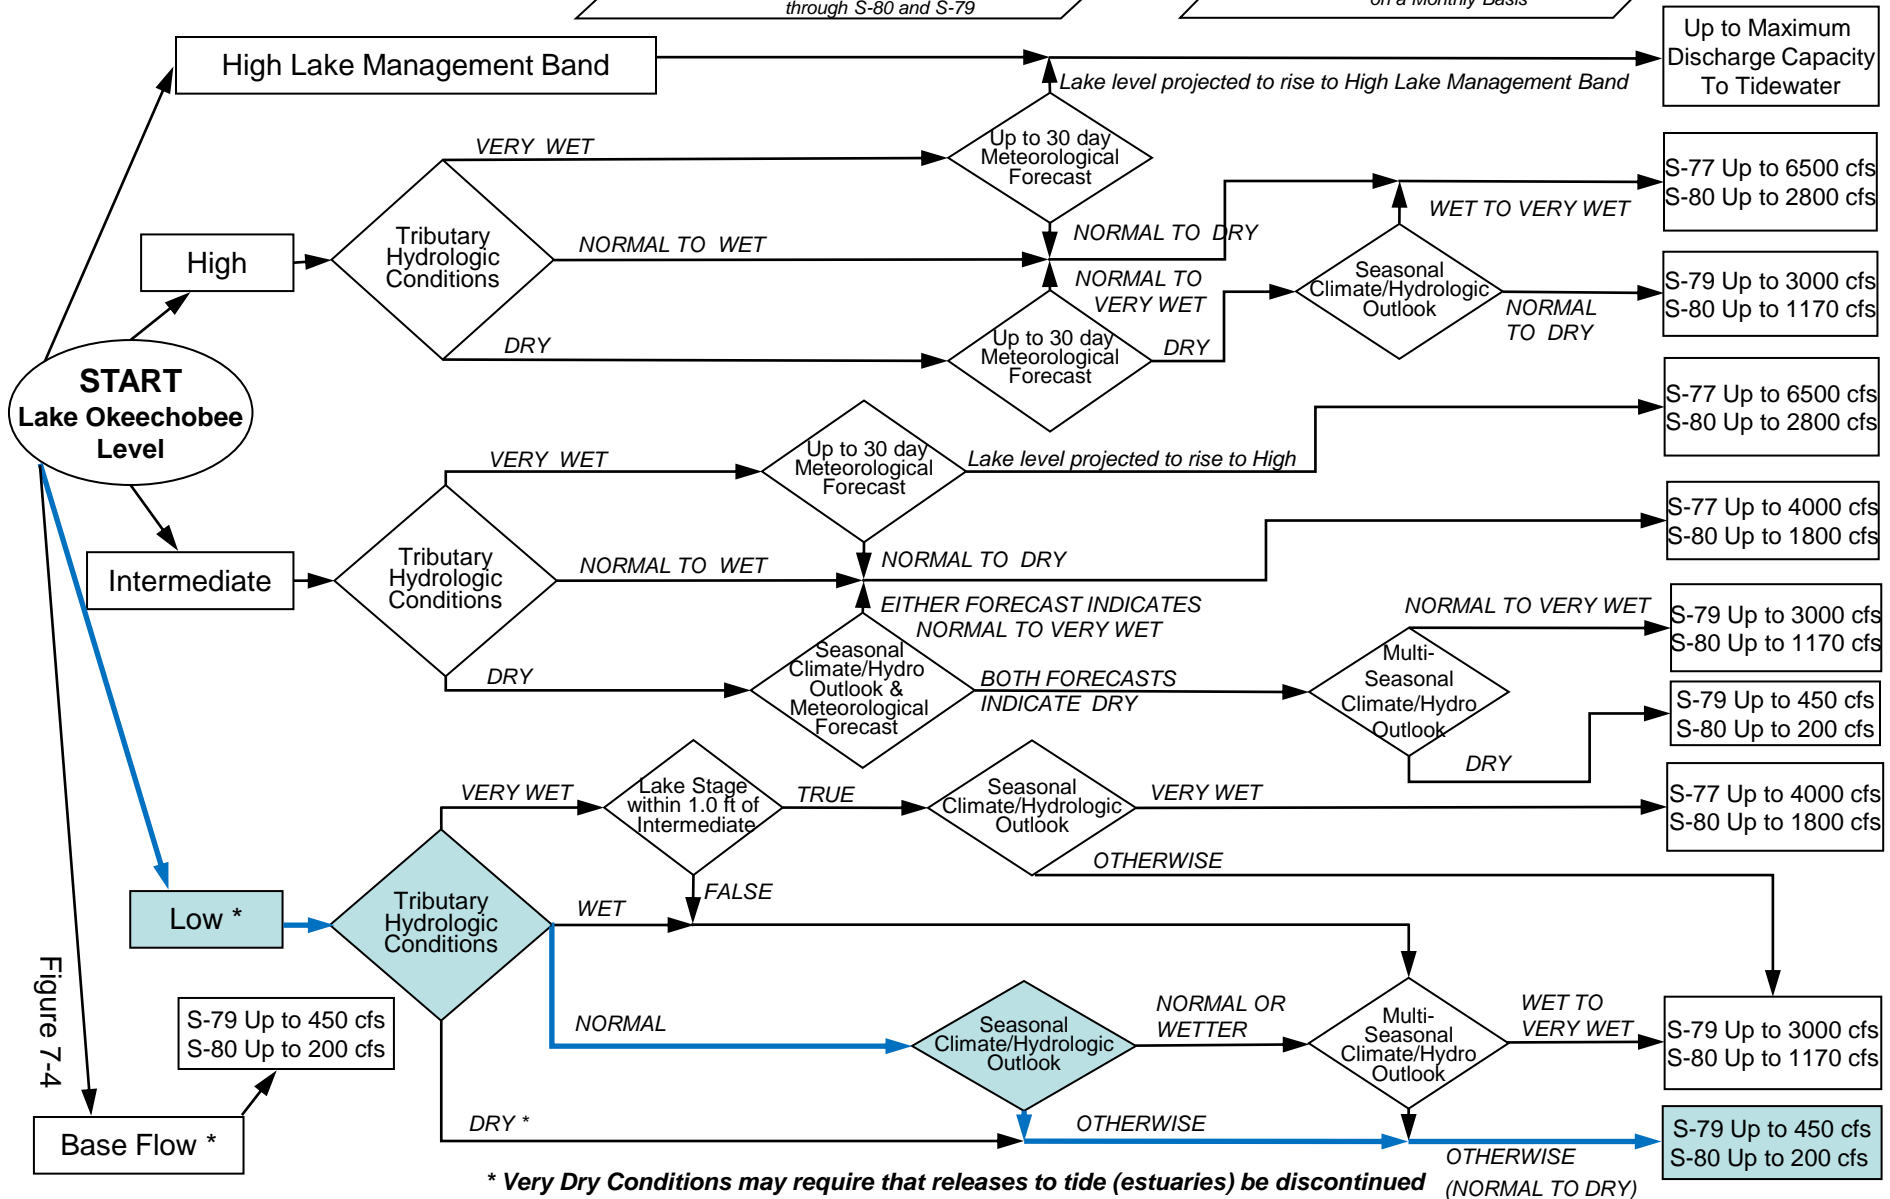 through S-80 and S-79
on a Monthly Basis
High Lake Management Band
Lake level projected to rise to High Lake Management Band
Up to Maximum
Discharge Capacity
To Tidewater
VERY WET
Up to 30 day
Meteorological
Forecast
S-77 Up to 6500 cfs
S-80 Up to 2800 cfs
WET TO VERY WET
High
Tributary
Hydrologic
Conditions
NORMAL TO WET
NORMAL TO DRY
NORMAL TO
VERY WET
Seasonal
Climate/Hydrologic
Outlook
NORMAL
TO DRY
S-79 Up to 3000 cfs
S-80 Up to 1170 cfs
DRY
Up to 30 day
Meteorological
Forecast
DRY
START
Lake Okeechobee
Level
S-77 Up to 6500 cfs
S-80 Up to 2800 cfs
VERY WET
Up to 30 day
Meteorological
Forecast
Lake level projected to rise to High
S-77 Up to 4000 cfs
S-80 Up to 1800 cfs
Intermediate
Tributary
Hydrologic
Conditions
NORMAL TO WET
NORMAL TO DRY
EITHER FORECAST INDICATES
NORMAL TO VERY WET
NORMAL TO VERY WET
S-79 Up to 3000 cfs
S-80 Up to 1170 cfs
DRY
Seasonal
Climate/Hydro
Outlook &
Meteorological
Forecast
BOTH FORECASTS
INDICATE DRY
Multi-
Seasonal
Climate/Hydro
Outlook
S-79 Up to 450 cfs
S-80 Up to 200 cfs
DRY
VERY WET
Lake Stage
within 1.0 ft of
Intermediate
TRUE
Seasonal
Climate/Hydrologic
Outlook
VERY WET
S-77 Up to 4000 cfs
S-80 Up to 1800 cfs
OTHERWISE
FALSE
Low *
Tributary
Hydrologic
Conditions
WET
NORMAL
Seasonal
Climate/Hydrologic
Outlook
NORMAL OR
WETTER
Multi-
Seasonal
Climate/Hydro
Outlook
WET TO
VERY WET
S-79 Up to 3000 cfs
S-80 Up to 1170 cfs
Figure 7-4
S-79 Up to 450 cfs
S-80 Up to 200 cfs
Base Flow *
DRY *
OTHERWISE
OTHERWISE
(NORMAL TO DRY)
S-79 Up to 450 cfs
S-80 Up to 200 cfs
* Very Dry Conditions may require that releases to tide (estuaries) be discontinued